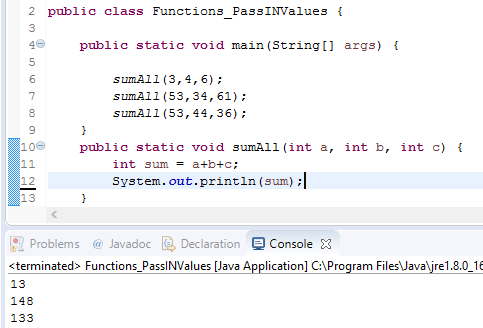 2 public class Functions_PassINValues {
3
4 public static void main(String[] args) {
5
6 sumAll(3,4,6);
7 sumAll(53,34,61);
8 sumAll(53,44,36);
9 }
10 public static void sumAll(int a, int b, int c) {
11 int sum = a+b+c;
12 System.out.println(sum);
13 }
Problems @ Javadoc Declaration Console
<terminated> Functions_PassINValues [Java Application] C:\Program Files\Java\jre1.8.0_16
13
148
133